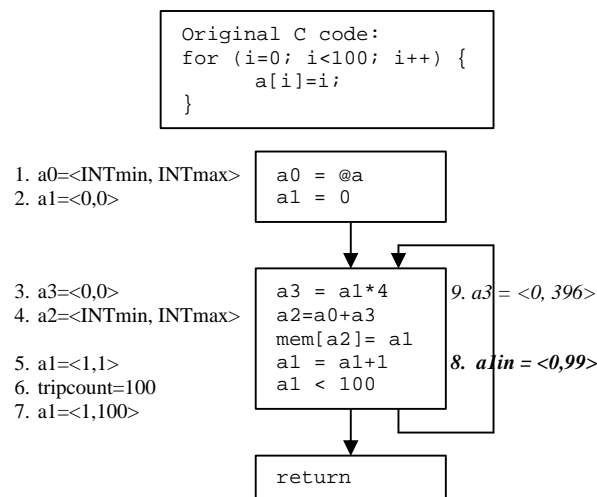 Original C code:
for (i=0; i<100; i++) {
a[i]=i;
}
1. a0=<INTmin, INTmax>
2. a1=<0,0>
a0 = @a
a1 = 0
3. a3=<0,0>
4. a2=<INTmin, INTmax>
5. a1=<1,1>
6. tripcount=100
7. a1=<1,100>
a3 = a1*4
a2=a0+a3
mem[a2]= a1
a1 = a1+1
a1 < 100
9. a3 = <0, 396>
8. a1in = <0,99>
return